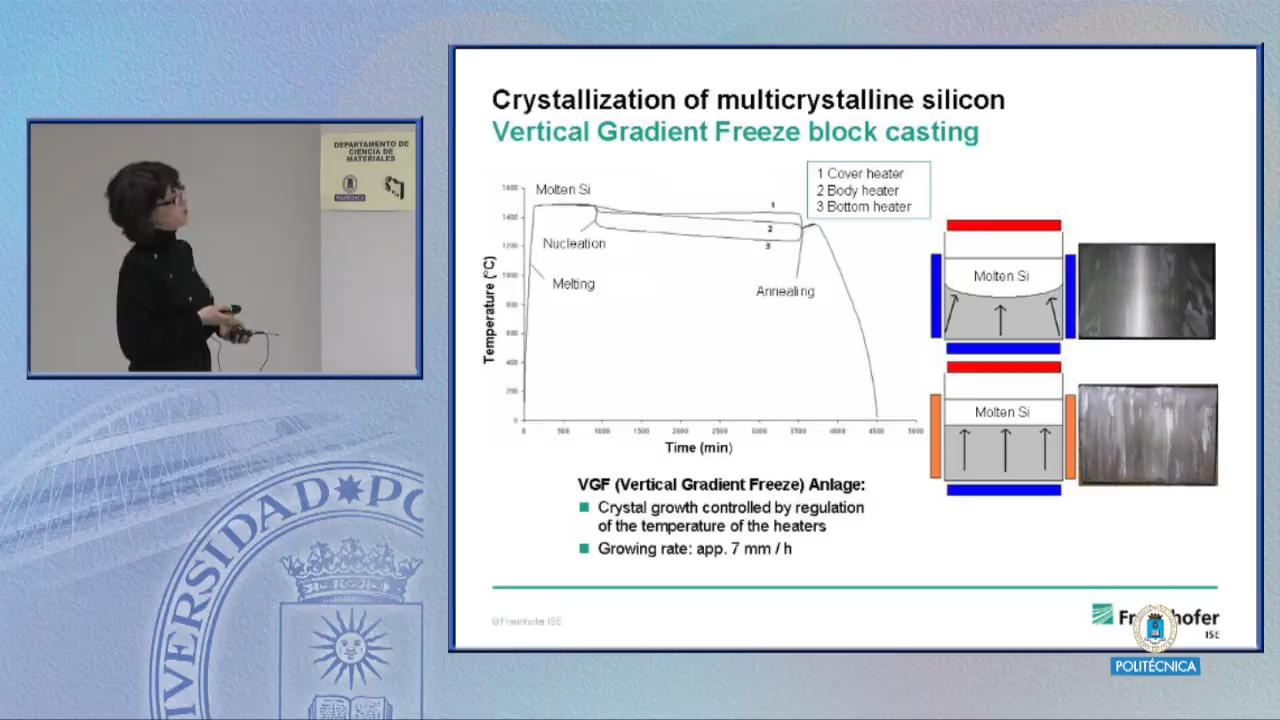 DEPARTAMENTO DE
CIENCIA DE
MATERIALES
POLITÉCNICA
Crystallization of multicrystalline silicon
Vertical Gradient Freeze block casting
1 Cover heater
2 Body heater
3 Bottom heater
Temperature (°C)
1600
1400
1200
1000
800
600
400
200
0
Molten Si
Nucleation
Melting
Annealing
1
2
3
0
500
1000
1500
2000
2500
3000
3500
4000
4500
5000
Time (min)
Molten Si
Molten Si
VGF (Vertical Gradient Freeze) Anlage:
Crystal growth controlled by regulation
of the temperature of the heaters
Growing rate: app. 7 mm / h
© Fraunhofer ISE
ISE
POLITÉCNICA
VERSIDAD PO